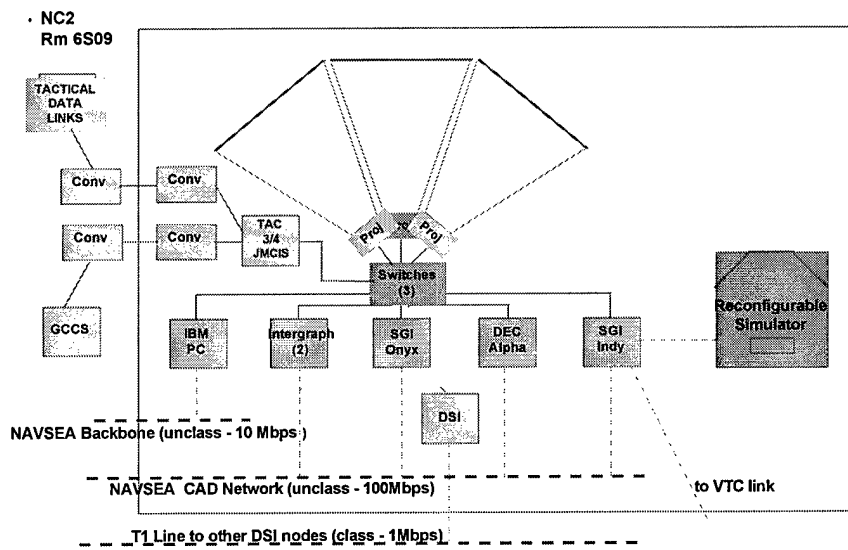 • NC2
Rm 6S09
TACTICAL
DATA
LINKS
Conv
Conv
Conv
Conv
TAC
3/4
JMCIS
GCCS
Proj
ro
Proj
Switches
(3)
IBM
PC
Intergraph
(2)
SGI
Onyx
DEC
Alpha
SGI
Indy
Reconfigurable
Simulator
DSI
NAVSEA Backbone (unclass - 10 Mbps)
NAVSEA CAD Network (unclass - 100Mbps)
to VTC link
T1 Line to other DSI nodes (class - 1Mbps)